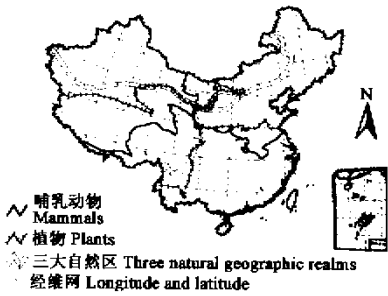 N
哺乳动物
Mammals
植物 Plants
三大自然区 Three natural geographic realms
经维网 Longitude and latitude